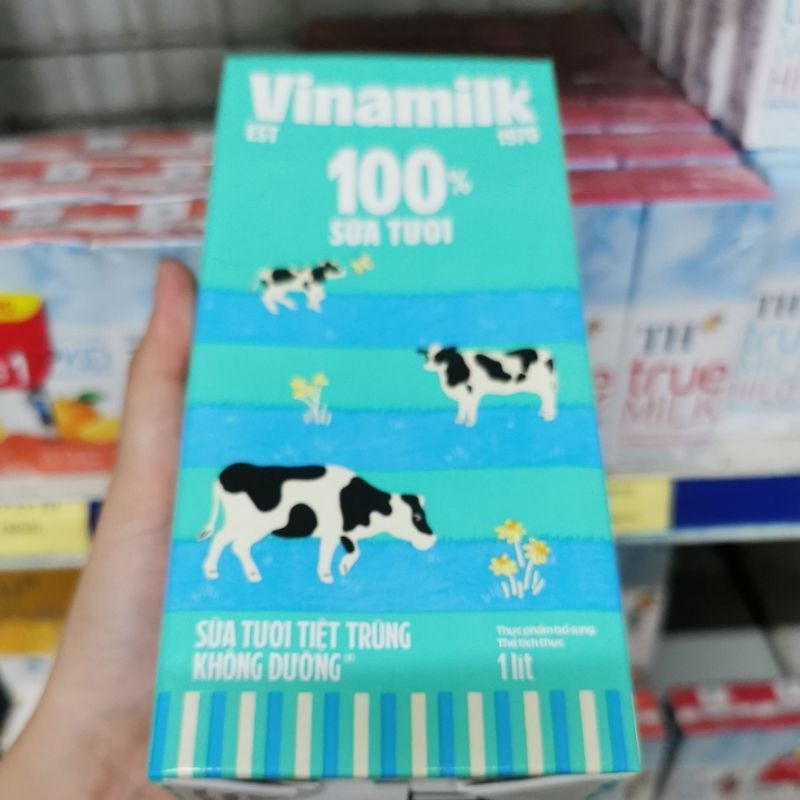 Vinamilk
EST 1976
100%
SỮA TƯƠI
SỮA TƯƠI TIỆT TRÙNG
KHÔNG ĐƯỜNG
Thực phẩm bổ sung
Thể tích thực
1 lít
TH
true
MILK